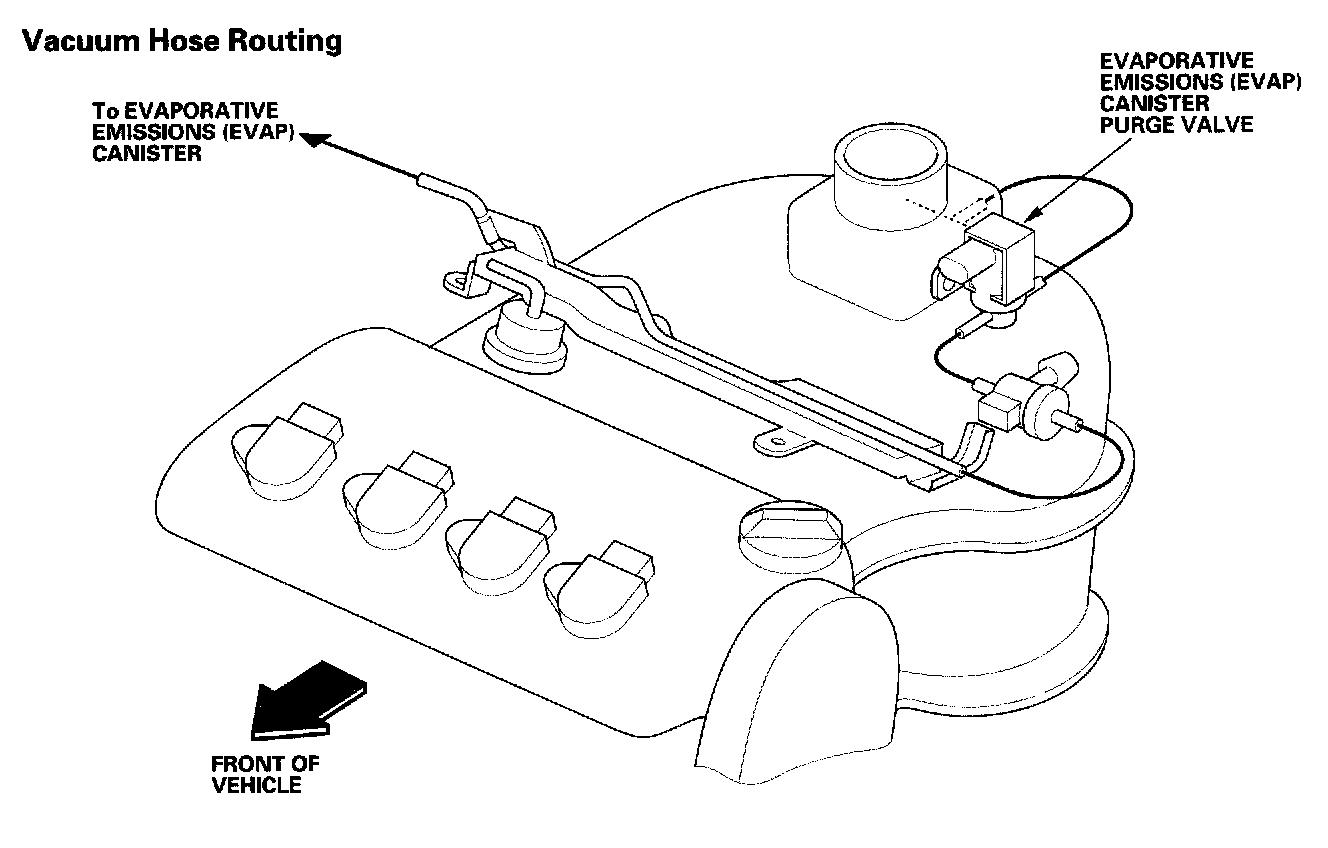 Vacuum Hose Routing
To EVAPORATIVE
EMISSIONS (EVAP)
CANISTER
EVAPORATIVE
EMISSIONS (EVAP)
CANISTER
PURGE VALVE
FRONT OF
VEHICLE